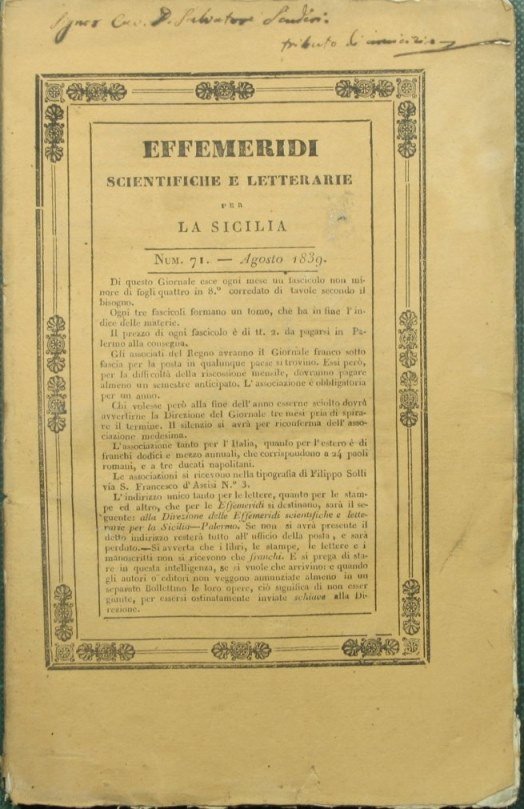 Signor Cav. D. Salvatore Scuderi.
tributo di amicizia
EFFEMERIDI
SCIENTIFICHE E LETTERARIE
PER
LA SICILIA
NUM. 71. — Agosto 1839.
Di questo Giornale esce ogni mese un fascicolo non mi-
nore di fogli quattro in 8.° corredato di tavole secondo il
bisogno.
Ogni tre fascicoli formano un tomo, che ha in fine l'in-
dice delle materie.
Il prezzo di ogni fascicolo è di tt. 2. da pagarsi in Pa-
lermo alla consegna.
Gli associati del Regno avranno il Giornale franco sotto
fascia per la posta in qualunque paese si trovino. Essi però,
per la difficoltà della riscossione mensile, dovranno pagare
almeno un semestre anticipato. L'associazione è obbligatoria
per un anno.
Chi volesse però alla fine dell'anno esserne sciolto dovrà
avvertirne la Direzione del Giornale tre mesi pria di spira-
re il termine. Il silenzio si avrà per riconferma dell'asso-
ciazione medesima.
L'associazione tanto per l'Italia, quanto per l'estero è di
franchi dodici e mezzo annuali, che corrispondono a 24 paoli
romani, e a tre ducati napolitani.
Le associazioni si ricevono nella tipografia di Filippo Solli
via S. Francesco d'Assisi N.° 3.
L'indirizzo unico tanto per le lettere, quanto per le stam-
pe ed altro, che per le Effemeridi si destinano, sarà il se-
guente: alla Direzione delle Effemeridi scientifiche e lette-
rarie per la Sicilia—Palermo. Se non si avrà presente il
detto indirizzo resterà tutto all'ufficio della posta, e sarà
perduto.—Si avverta che i libri, le stampe, le lettere e i
manoscritti non si ricevono che franchi. E si prega di sta-
re in questa intelligenza, se si vuole che arrivino: e quando
gli autori o editori non veggono annunziate almeno in un
separato Bollettino le loro opere, ciò significa di non esser
giunte, per essersi ostinatamente inviate schiave alla Di-
rezione.